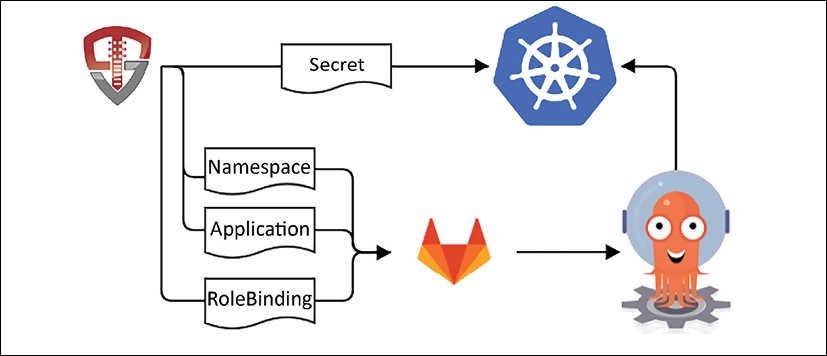 Secret
Namespace
Application
RoleBinding